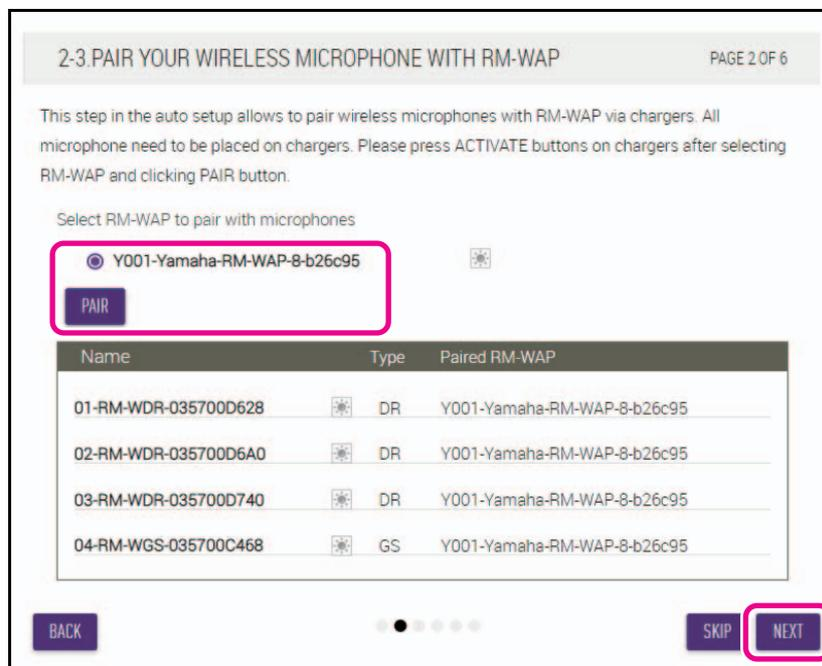 2-3.PAIR YOUR WIRELESS MICROPHONE WITH RM-WAP PAGE 2 OF 6
This step in the auto setup allows to pair wireless microphones with RM-WAP via chargers. All
microphone need to be placed on chargers. Please press ACTIVATE buttons on chargers after selecting
RM-WAP and clicking PAIR button.
Select RM-WAP to pair with microphones
Y001-Yamaha-RM-WAP-8-b26c95
PAIR
Name Type Paired RM-WAP
01-RM-WDR-035700D628 DR Y001-Yamaha-RM-WAP-8-b26c95
02-RM-WDR-035700D6A0 DR Y001-Yamaha-RM-WAP-8-b26c95
03-RM-WDR-035700D740 DR Y001-Yamaha-RM-WAP-8-b26c95
04-RM-WGS-035700C468 GS Y001-Yamaha-RM-WAP-8-b26c95
BACK SKIP NEXT